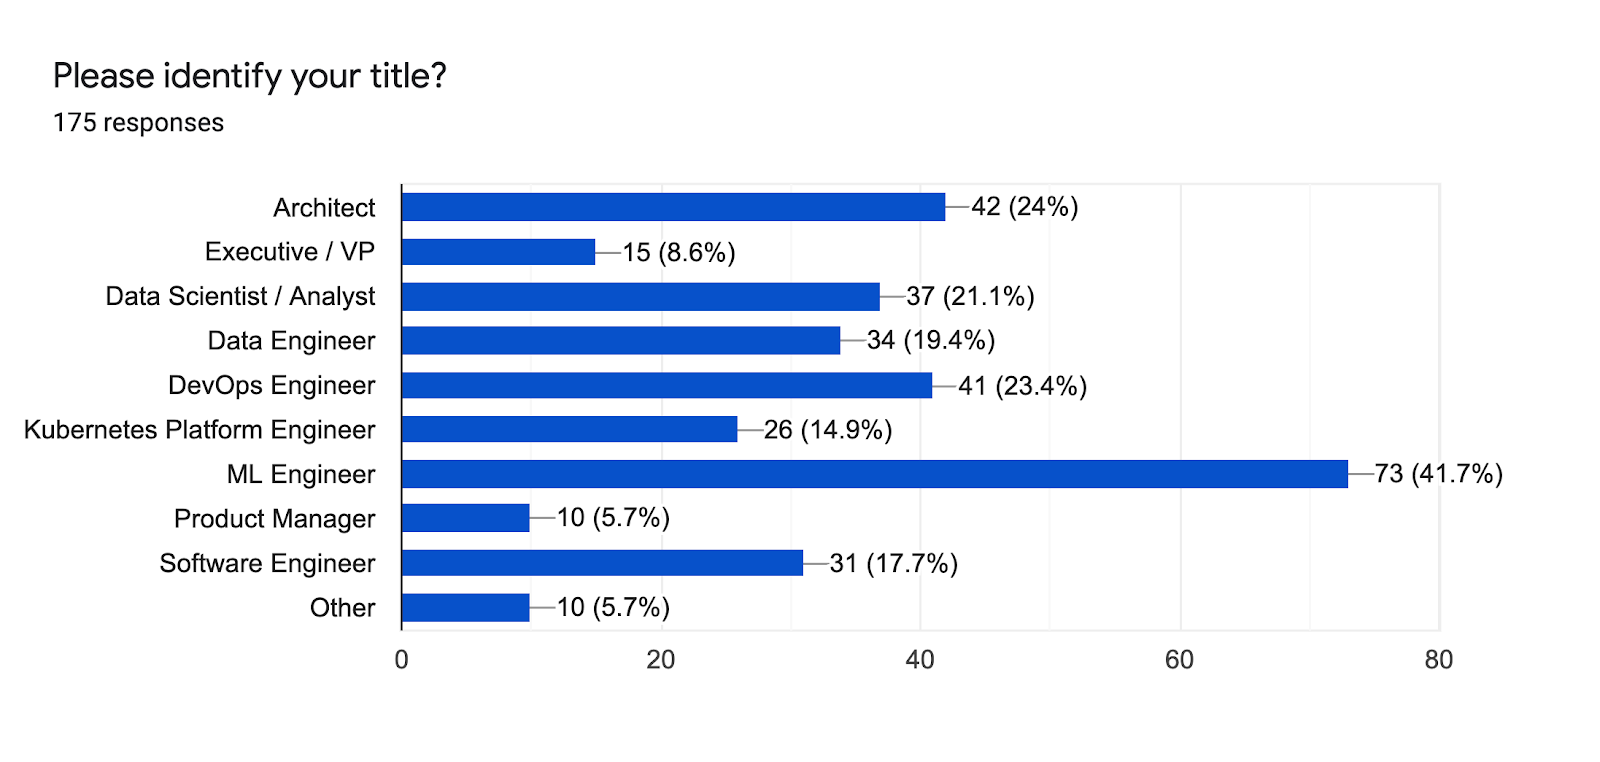 Please identify your title?
175 responses
Architect 42 (24%)
Executive / VP 15 (8.6%)
Data Scientist / Analyst 37 (21.1%)
Data Engineer 34 (19.4%)
DevOps Engineer 41 (23.4%)
Kubernetes Platform Engineer 26 (14.9%)
ML Engineer 73 (41.7%)
Product Manager 10 (5.7%)
Software Engineer 31 (17.7%)
Other 10 (5.7%)
0 20 40 60 80